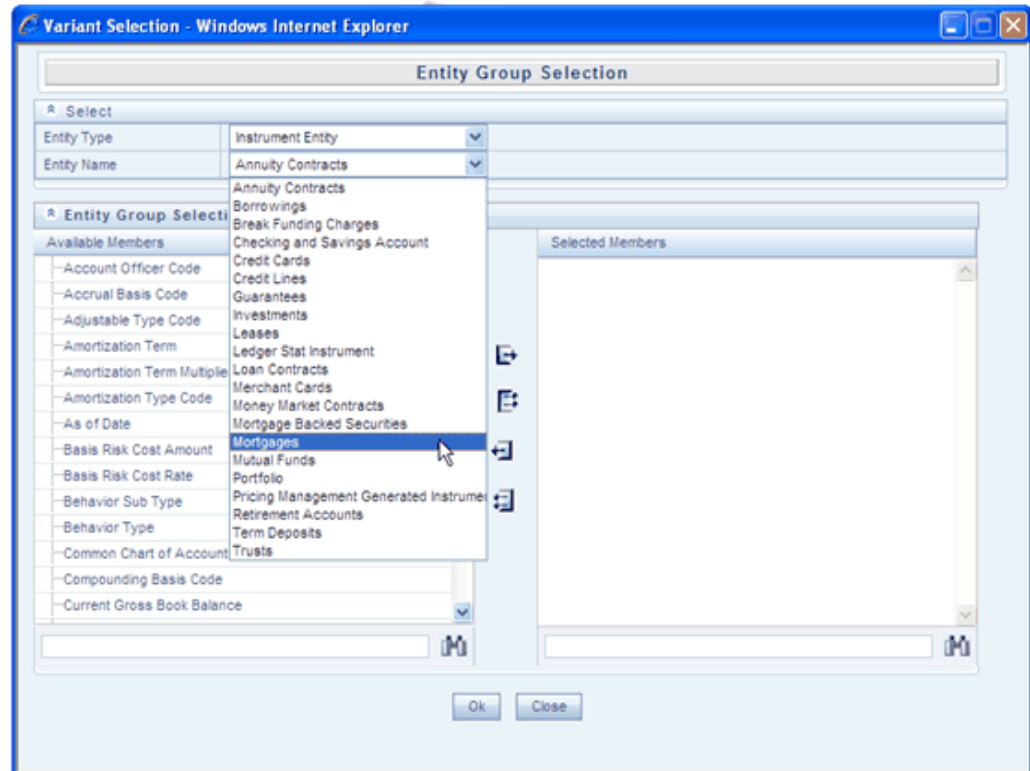 Variant Selection - Windows Internet Explorer
Entity Group Selection
Select
Entity Type Instrument Entity
Entity Name Annuity Contracts
Annuity Contracts
Borrowings
Break Funding Charges
Checking and Savings Account
Credit Cards
Credit Lines
Guarantees
Investments
Leases
Ledger Stat Instrument
Loan Contracts
Merchant Cards
Money Market Contracts
Mortgage Backed Securities
Mortgages
Mutual Funds
Portfolio
Pricing Management Generated Instrumen
Retirement Accounts
Term Deposits
Trusts
Entity Group Selecti
Available Members
Account Officer Code
Accrual Basis Code
Adjustable Type Code
Amortization Term
Amortization Term Multiplie
Amortization Type Code
As of Date
Basis Risk Cost Amount
Basis Risk Cost Rate
Behavior Sub Type
Behavior Type
Common Chart of Account
Compounding Basis Code
Current Gross Book Balance
Selected Members
Ok Close